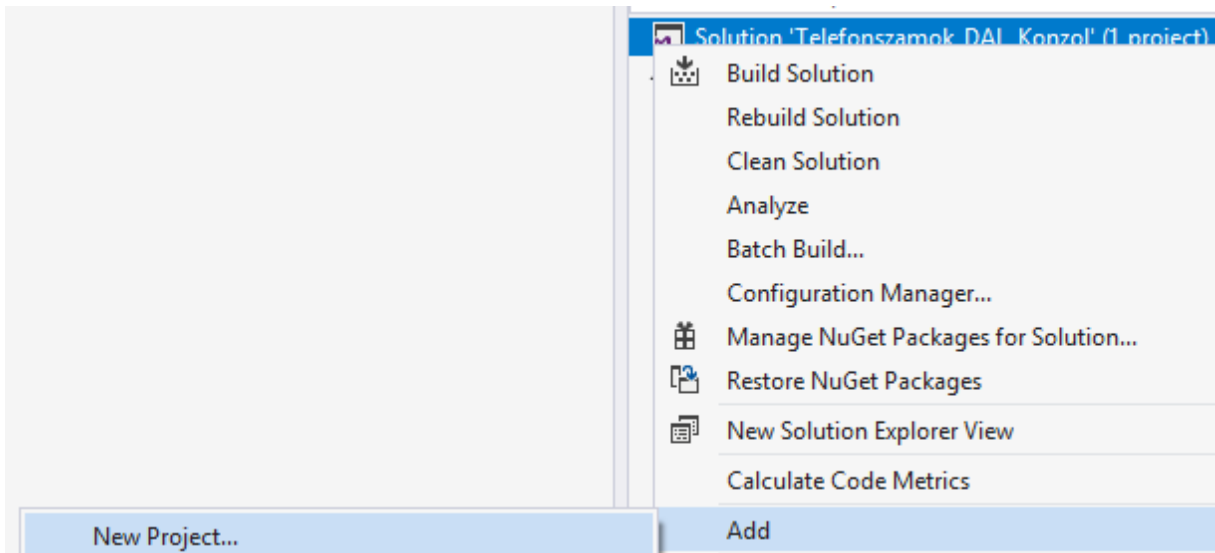 Solution 'Telefonszamok_DAL_Konzol' (1 project)
Build Solution
Rebuild Solution
Clean Solution
Analyze
Batch Build...
Configuration Manager...
Manage NuGet Packages for Solution...
Restore NuGet Packages
New Solution Explorer View
Calculate Code Metrics
Add
New Project...